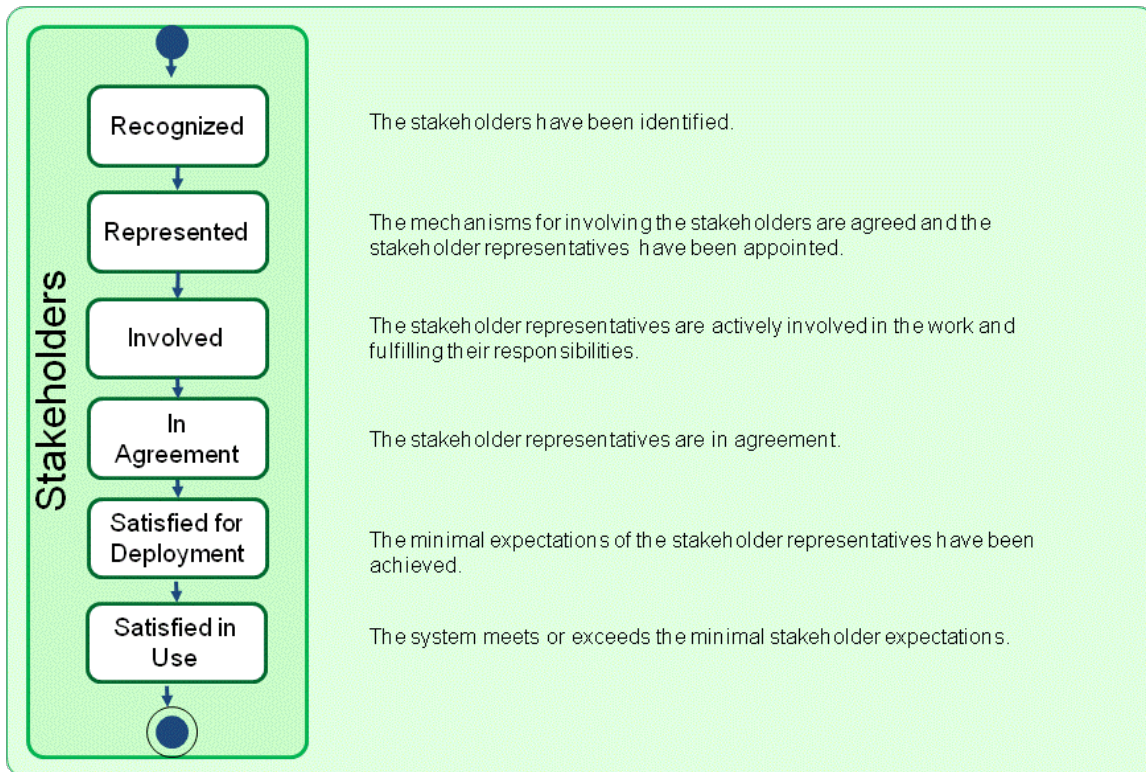 Stakeholders
Recognized
The stakeholders have been identified.
Represented
The mechanisms for involving the stakeholders are agreed and the
stakeholder representatives have been appointed.
Involved
The stakeholder representatives are actively involved in the work and
fulfilling their responsibilities.
In
Agreement
The stakeholder representatives are in agreement.
Satisfied for
Deployment
The minimal expectations of the stakeholder representatives have been
achieved.
Satisfied in
Use
The system meets or exceeds the minimal stakeholder expectations.